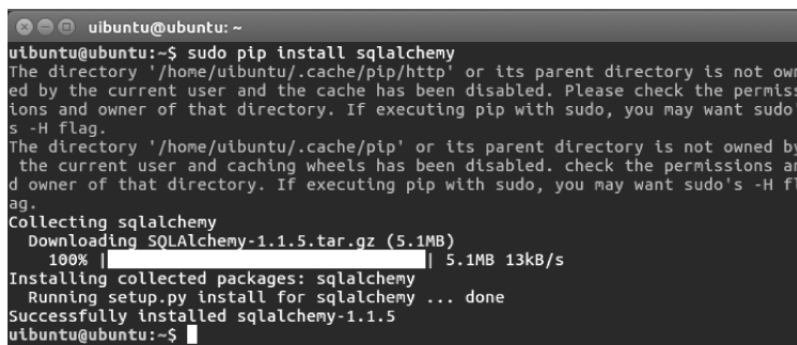 uibuntu@ubuntu: ~
uibuntu@ubuntu:~$ sudo pip install sqlalchemy
The directory '/home/uibuntu/.cache/pip/http' or its parent directory is not own
ed by the current user and the cache has been disabled. Please check the permiss
ions and owner of that directory. If executing pip with sudo, you may want sudo'
s -H flag.
The directory '/home/uibuntu/.cache/pip' or its parent directory is not owned by
 the current user and caching wheels has been disabled. check the permissions an
d owner of that directory. If executing pip with sudo, you may want sudo's -H fl
ag.
Collecting sqlalchemy
  Downloading SQLAlchemy-1.1.5.tar.gz (5.1MB)
    100% |████████████████████████████████| 5.1MB 13kB/s
Installing collected packages: sqlalchemy
  Running setup.py install for sqlalchemy ... done
Successfully installed sqlalchemy-1.1.5
uibuntu@ubuntu:~$